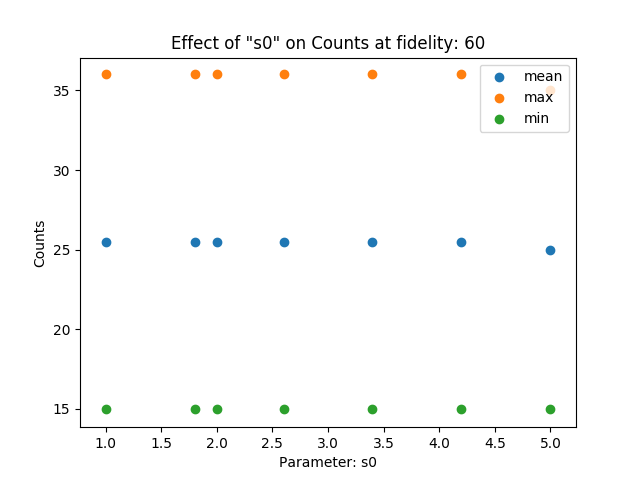 Effect of "s0" on Counts at fidelity: 60
mean
max
min
Counts
35
30
25
20
15
1.0 1.5 2.0 2.5 3.0 3.5 4.0 4.5 5.0
Parameter: s0